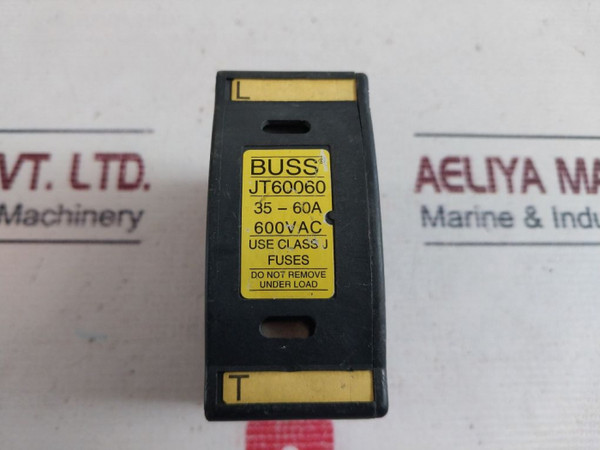 L
BUSS
JT60060
35 - 60A
600VAC
USE CLASS J
FUSES
DO NOT REMOVE
UNDER LOAD
T
VT. LTD.
Machinery
AELIYA MA
Marine & Indu